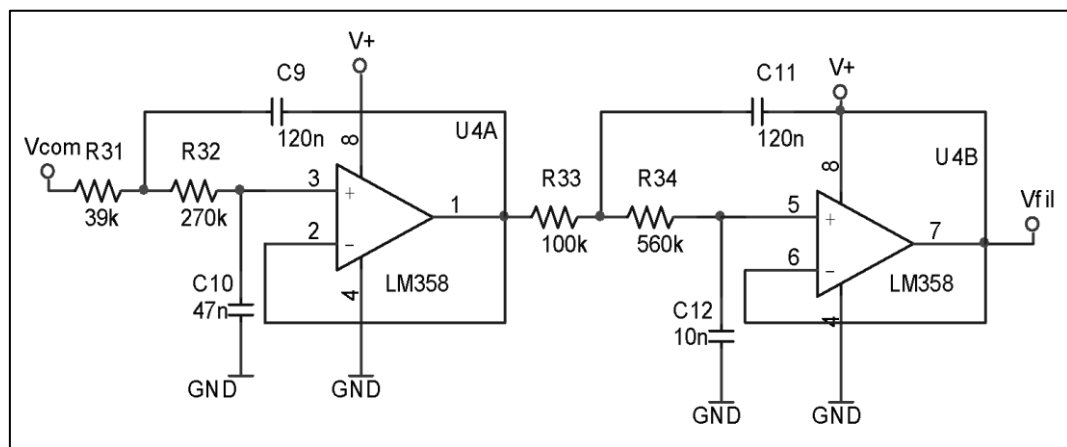 V+
C9
120n
U4A
8
Vcom
R31
39k
R32
270k
3
+
2
-
1
4
LM358
C10
47n
GND
GND
V+
C11
120n
U4B
8
R33
100k
R34
560k
5
+
6
-
7
4
LM358
Vfil
C12
10n
GND
GND